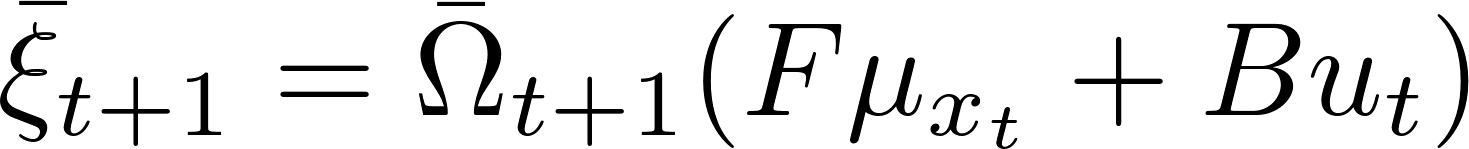 ξ̄_{t+1} = Ω̄_{t+1}(Fμ_{x_t} + Bu_t)